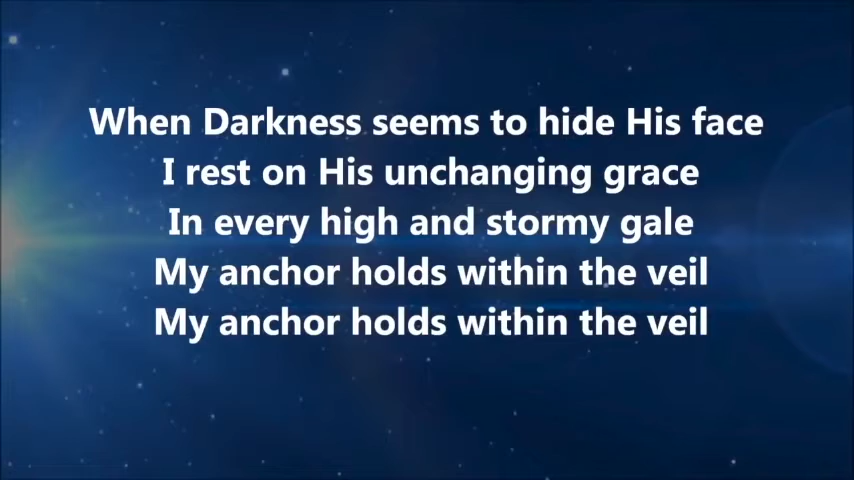 When Darkness seems to hide His face
I rest on His unchanging grace
In every high and stormy gale
My anchor holds within the veil
My anchor holds within the veil